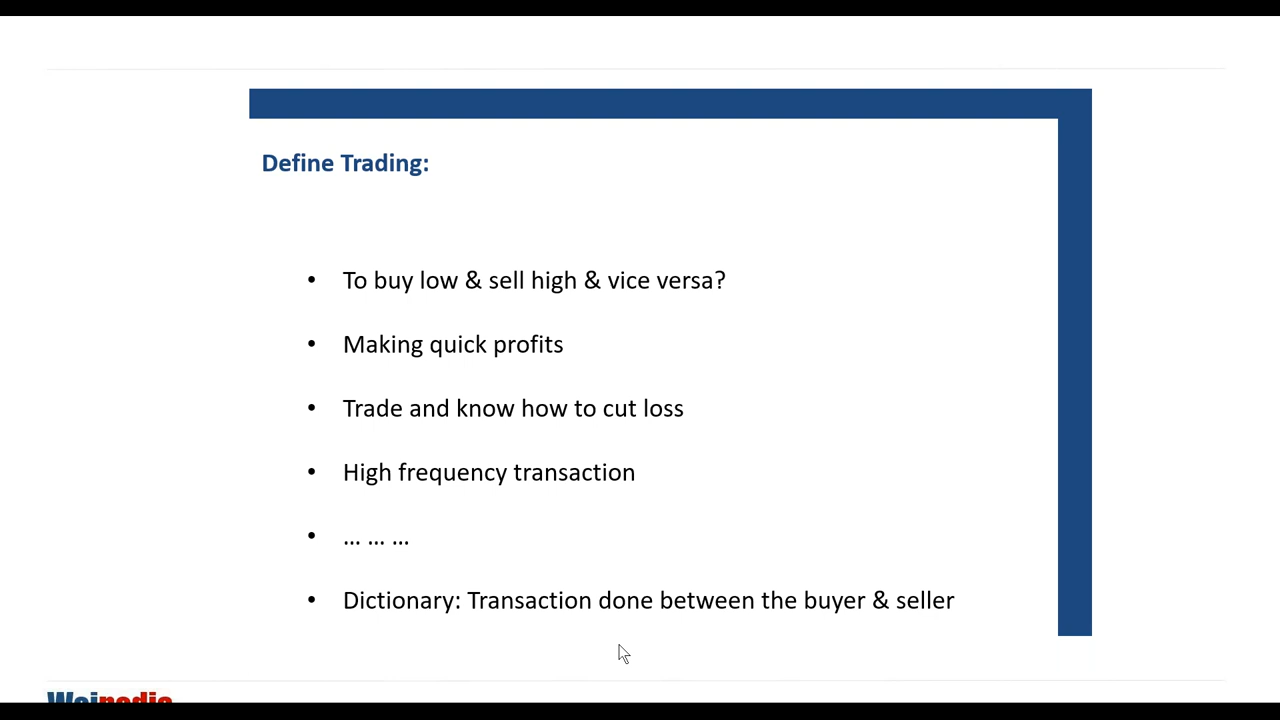 Define Trading:
• To buy low & sell high & vice versa?
• Making quick profits
• Trade and know how to cut loss
• High frequency transaction
• ... ... ...
• Dictionary: Transaction done between the buyer & seller